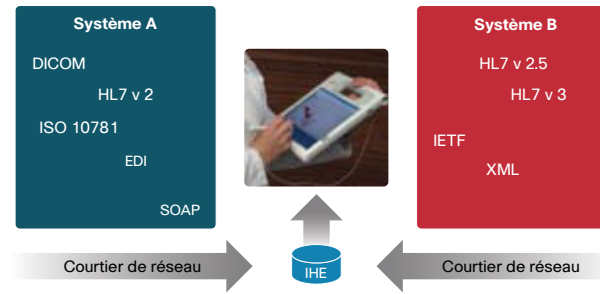 Système A
DICOM
HL7 v 2
ISO 10781
EDI
SOAP
Système B
HL7 v 2.5
HL7 v 3
IETF
XML
Courtier de réseau
IHE
Courtier de réseau